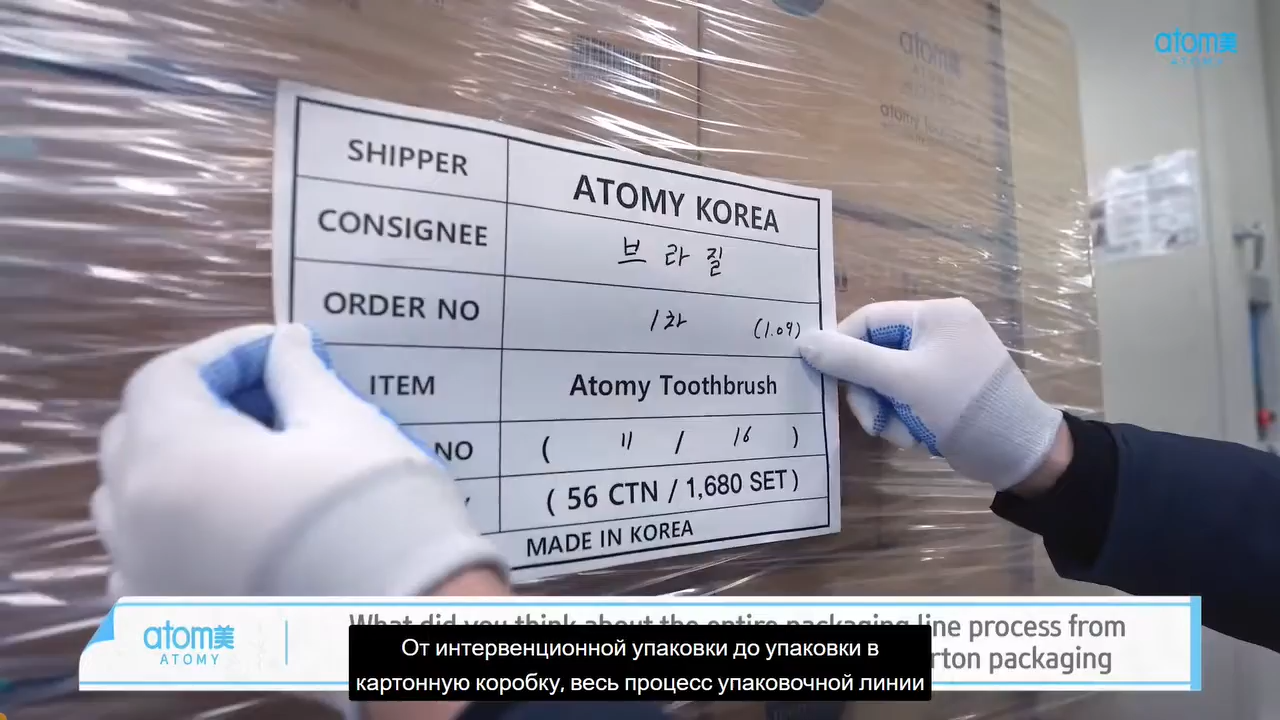 atom美
ATOMY
SHIPPER
ATOMY KOREA
CONSIGNEE
브라질
ORDER NO
1차 (1.09)
ITEM
Atomy Toothbrush
NO
( 11 / 16 )
( 56 CTN / 1,680 SET )
MADE IN KOREA
atom美
ATOMY
What did you think about the entire packaging line process from
rton packaging
От интервенционной упаковки до упаковки в
картонную коробку, весь процесс упаковочной линии